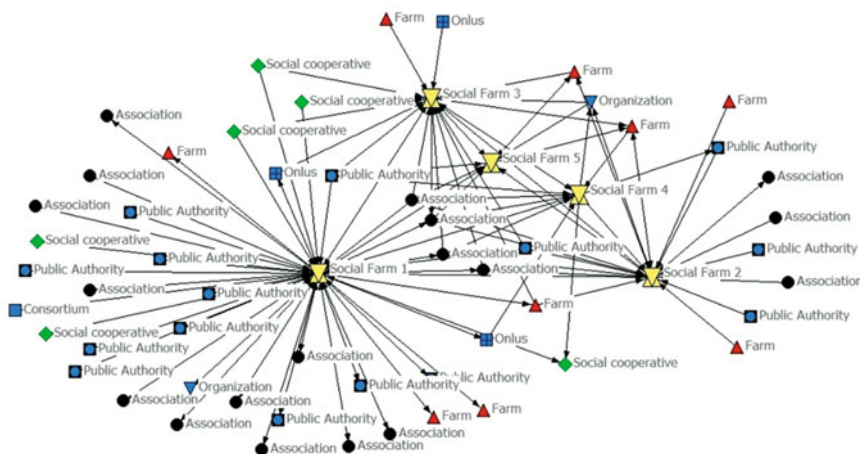 Farm
Onlus
Social cooperative
Farm
Social Farm 3
Organization
Farm
Social cooperative
Association
Farm
Social cooperative
Public Authority
Farm
Social Farm 5
Onlus
Public Authority
Association
Association
Social Farm 4
Association
Association
Public Authority
Association
Association
Social cooperative
Public Authority
Association
Public Authority
Public Authority
Public Authority
Social Farm 1
Association
Social Farm 2
Association
Association
Public Authority
Farm
Consortium
Public Authority
Public Authority
Social cooperative
Onlus
Public Authority
Farm
Association
Social cooperative
Public Authority
Public Authority
Organization
Public Authority
Association
Association
Farm
Public Authority
Farm
Association
Association
Association
Association